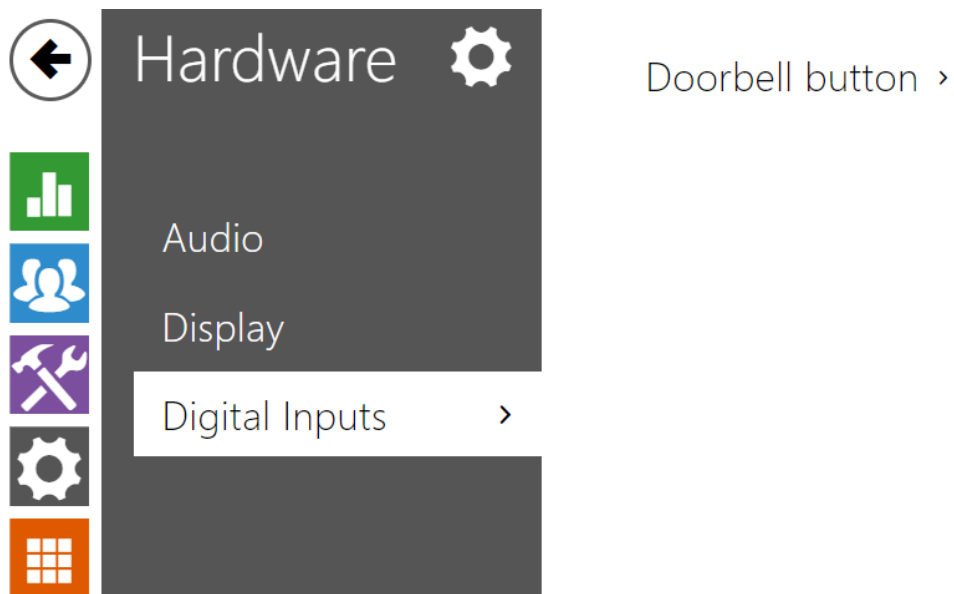 Hardware
Doorbell button
Audio
Display
Digital Inputs